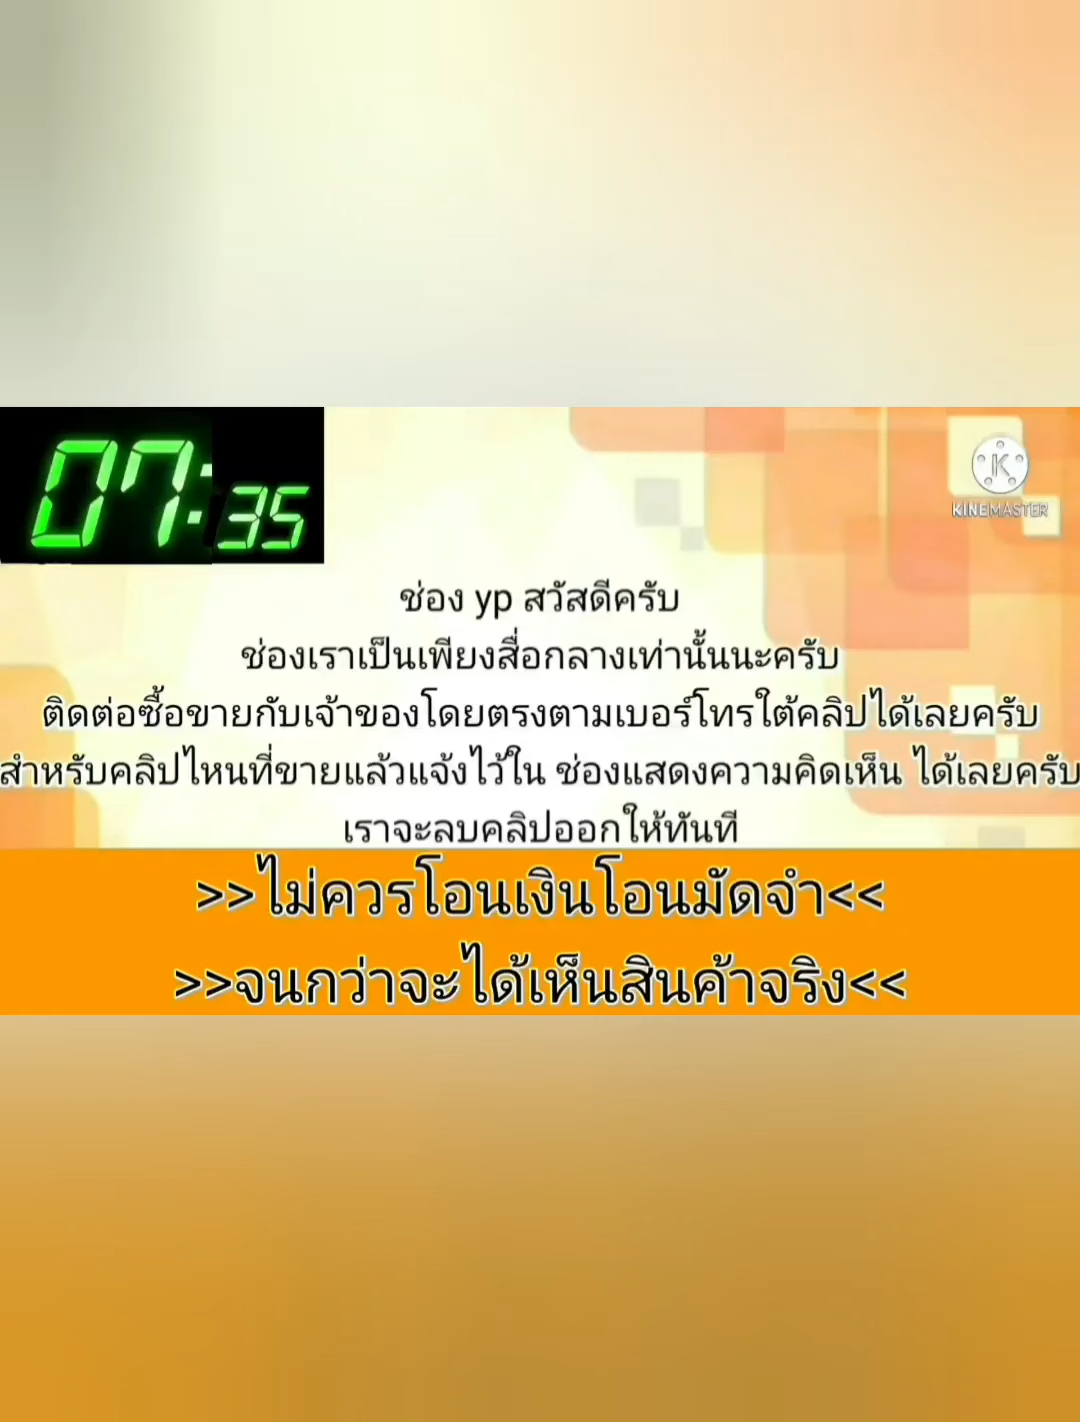 07:35
KINEMASTER
ช่อง yp สวัสดีครับ
ช่องเราเป็นเพียงสื่อกลางเท่านั้นนะครับ
ติดต่อซื้อขายกับเจ้าของโดยตรงตามเบอร์โทรใต้คลิปได้เลยครับ
สำหรับคลิปไหนที่ขายแล้วแจ้งไว้ใน ช่องแสดงความคิดเห็น ได้เลยครับ
เราจะลบคลิปออกให้ทันที
>>ไม่ควรโอนเงินโอนมัดจำ<<
>>จนกว่าจะได้เห็นสินค้าจริง<<